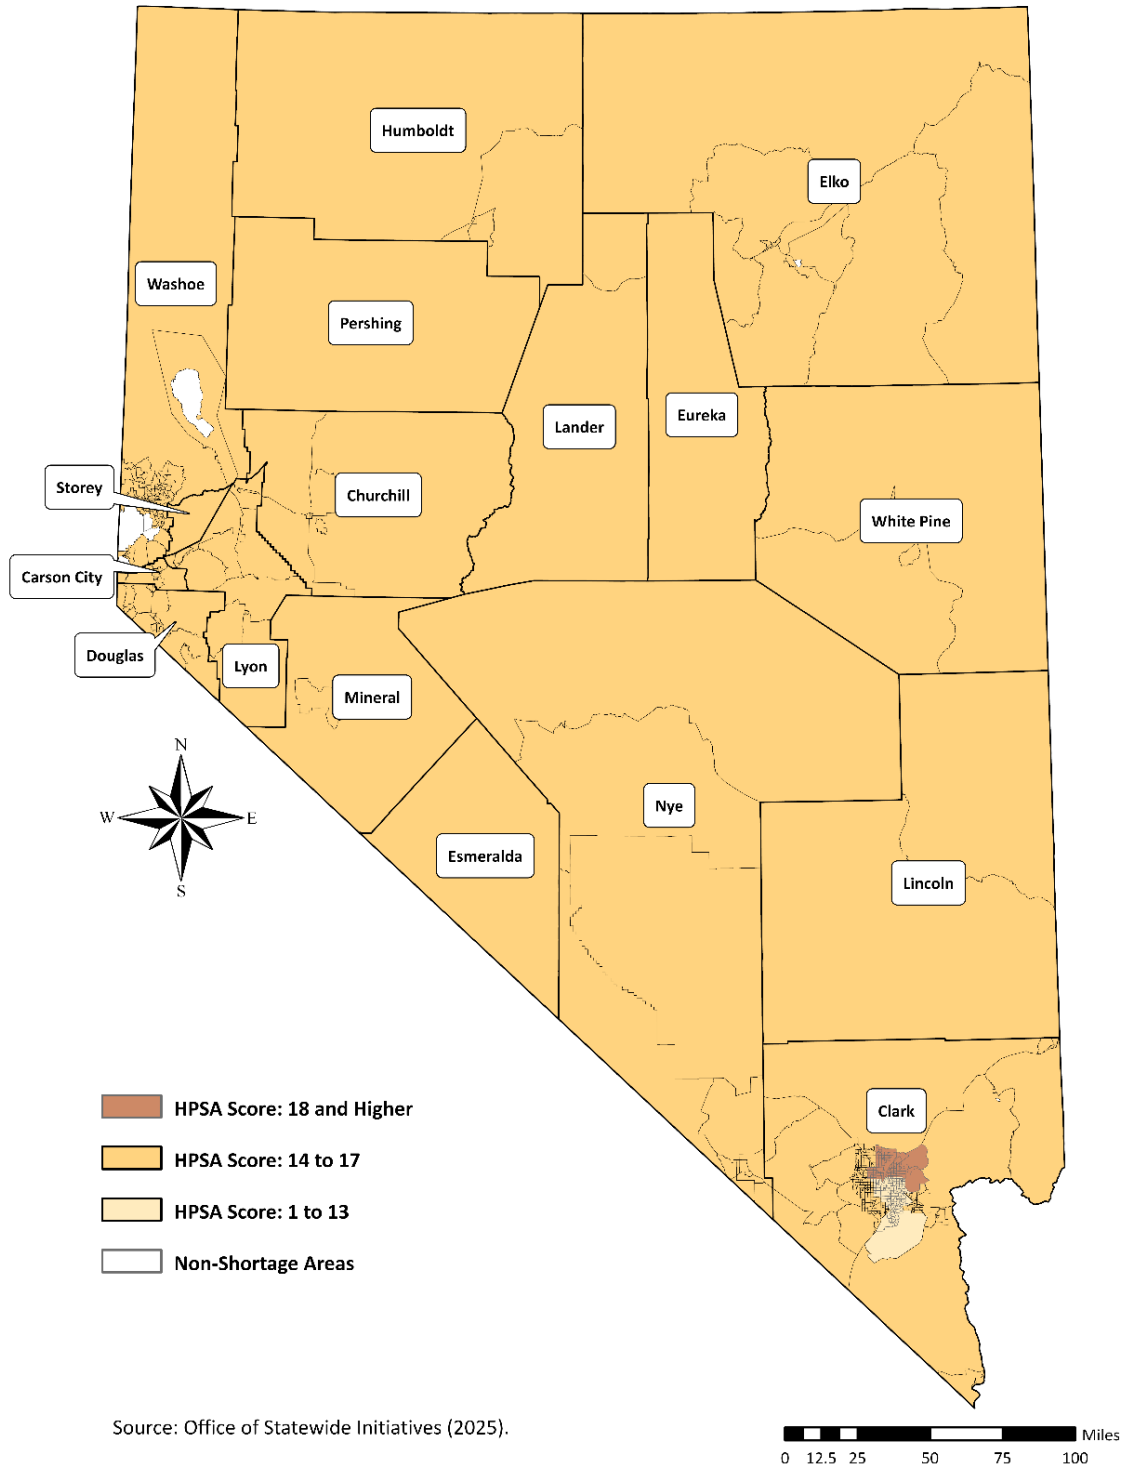 Humboldt
Elko
Washoe
Pershing
Lander
Eureka
Storey
Churchill
White Pine
Carson City
Douglas
Lyon
Mineral
N
W
E
S
Nye
Esmeralda
Lincoln
Clark
HPSA Score: 18 and Higher
HPSA Score: 14 to 17
HPSA Score: 1 to 13
Non-Shortage Areas
Source: Office of Statewide Initiatives (2025).
Miles
0 12.5 25 50 75 100